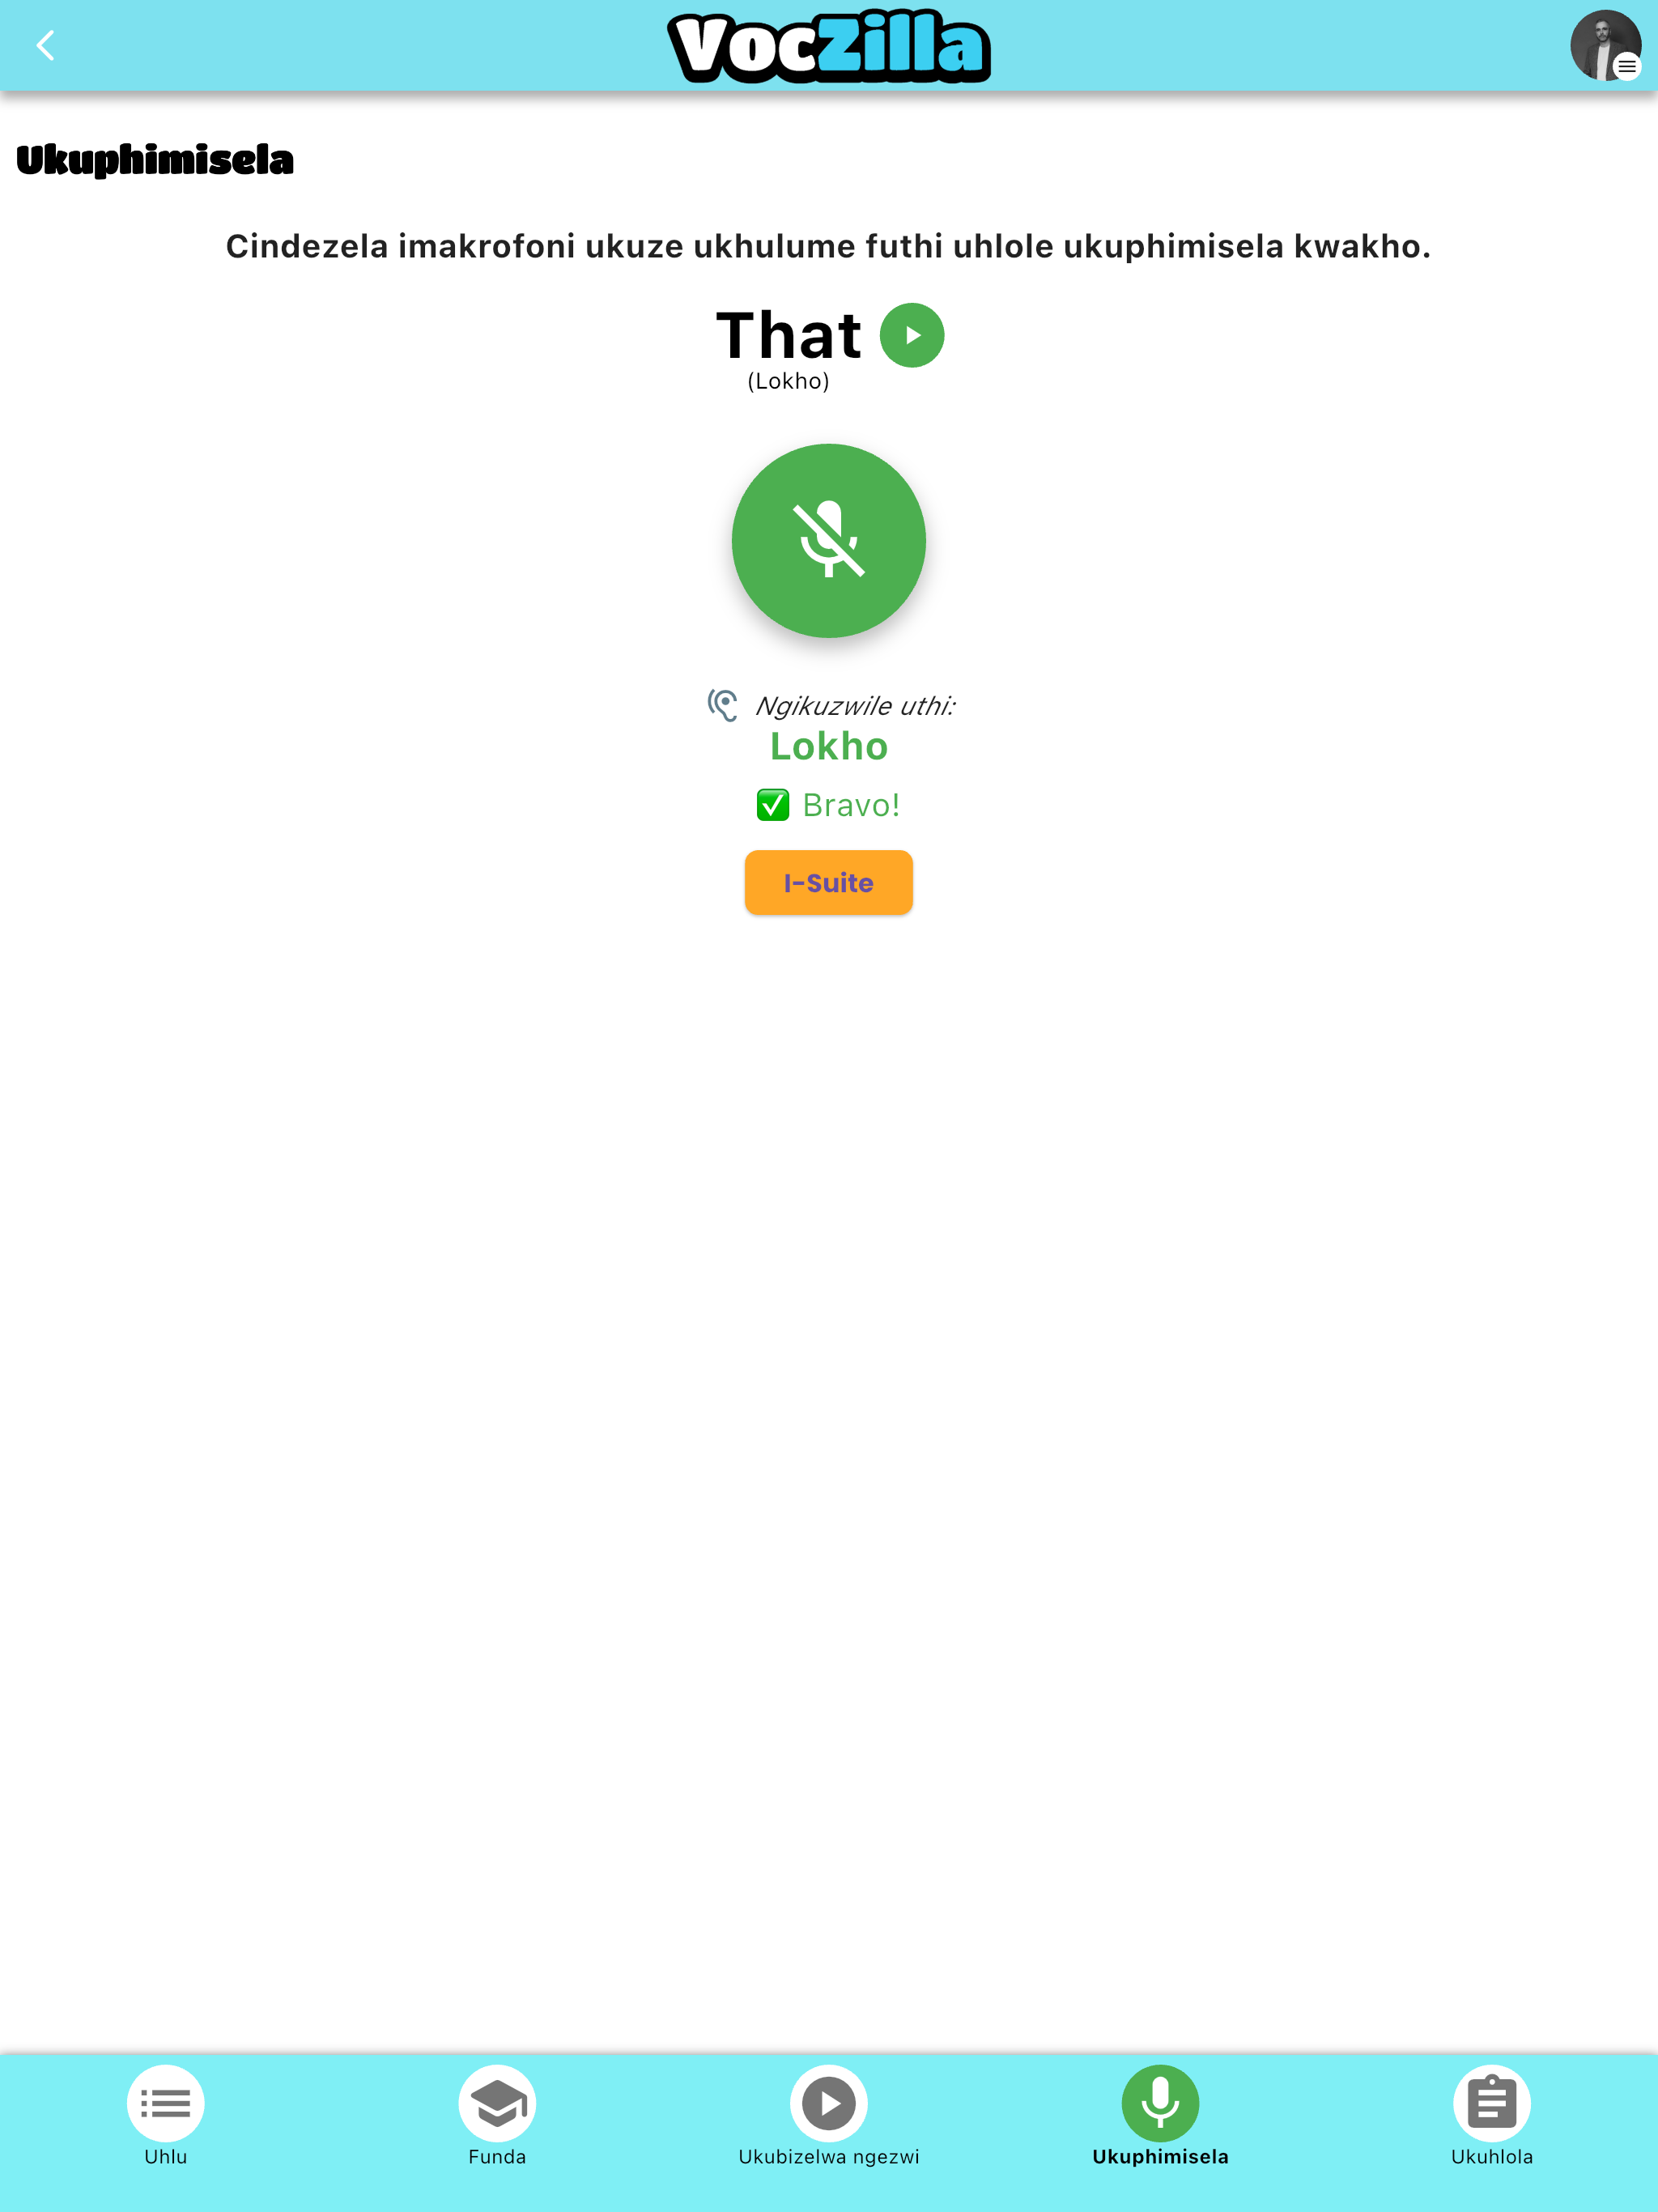 VocZilla
Ukuphimisela
Cindezela imakrofoni ukuze ukhulume futhi uhlole ukuphimisela kwakho.
That
(Lokho)
Ngikuzwile uthi:
Lokho
✅ Bravo!
I-Suite
Uhlu
Funda
Ukubizelwa ngezwi
Ukuphimisela
Ukuhlola